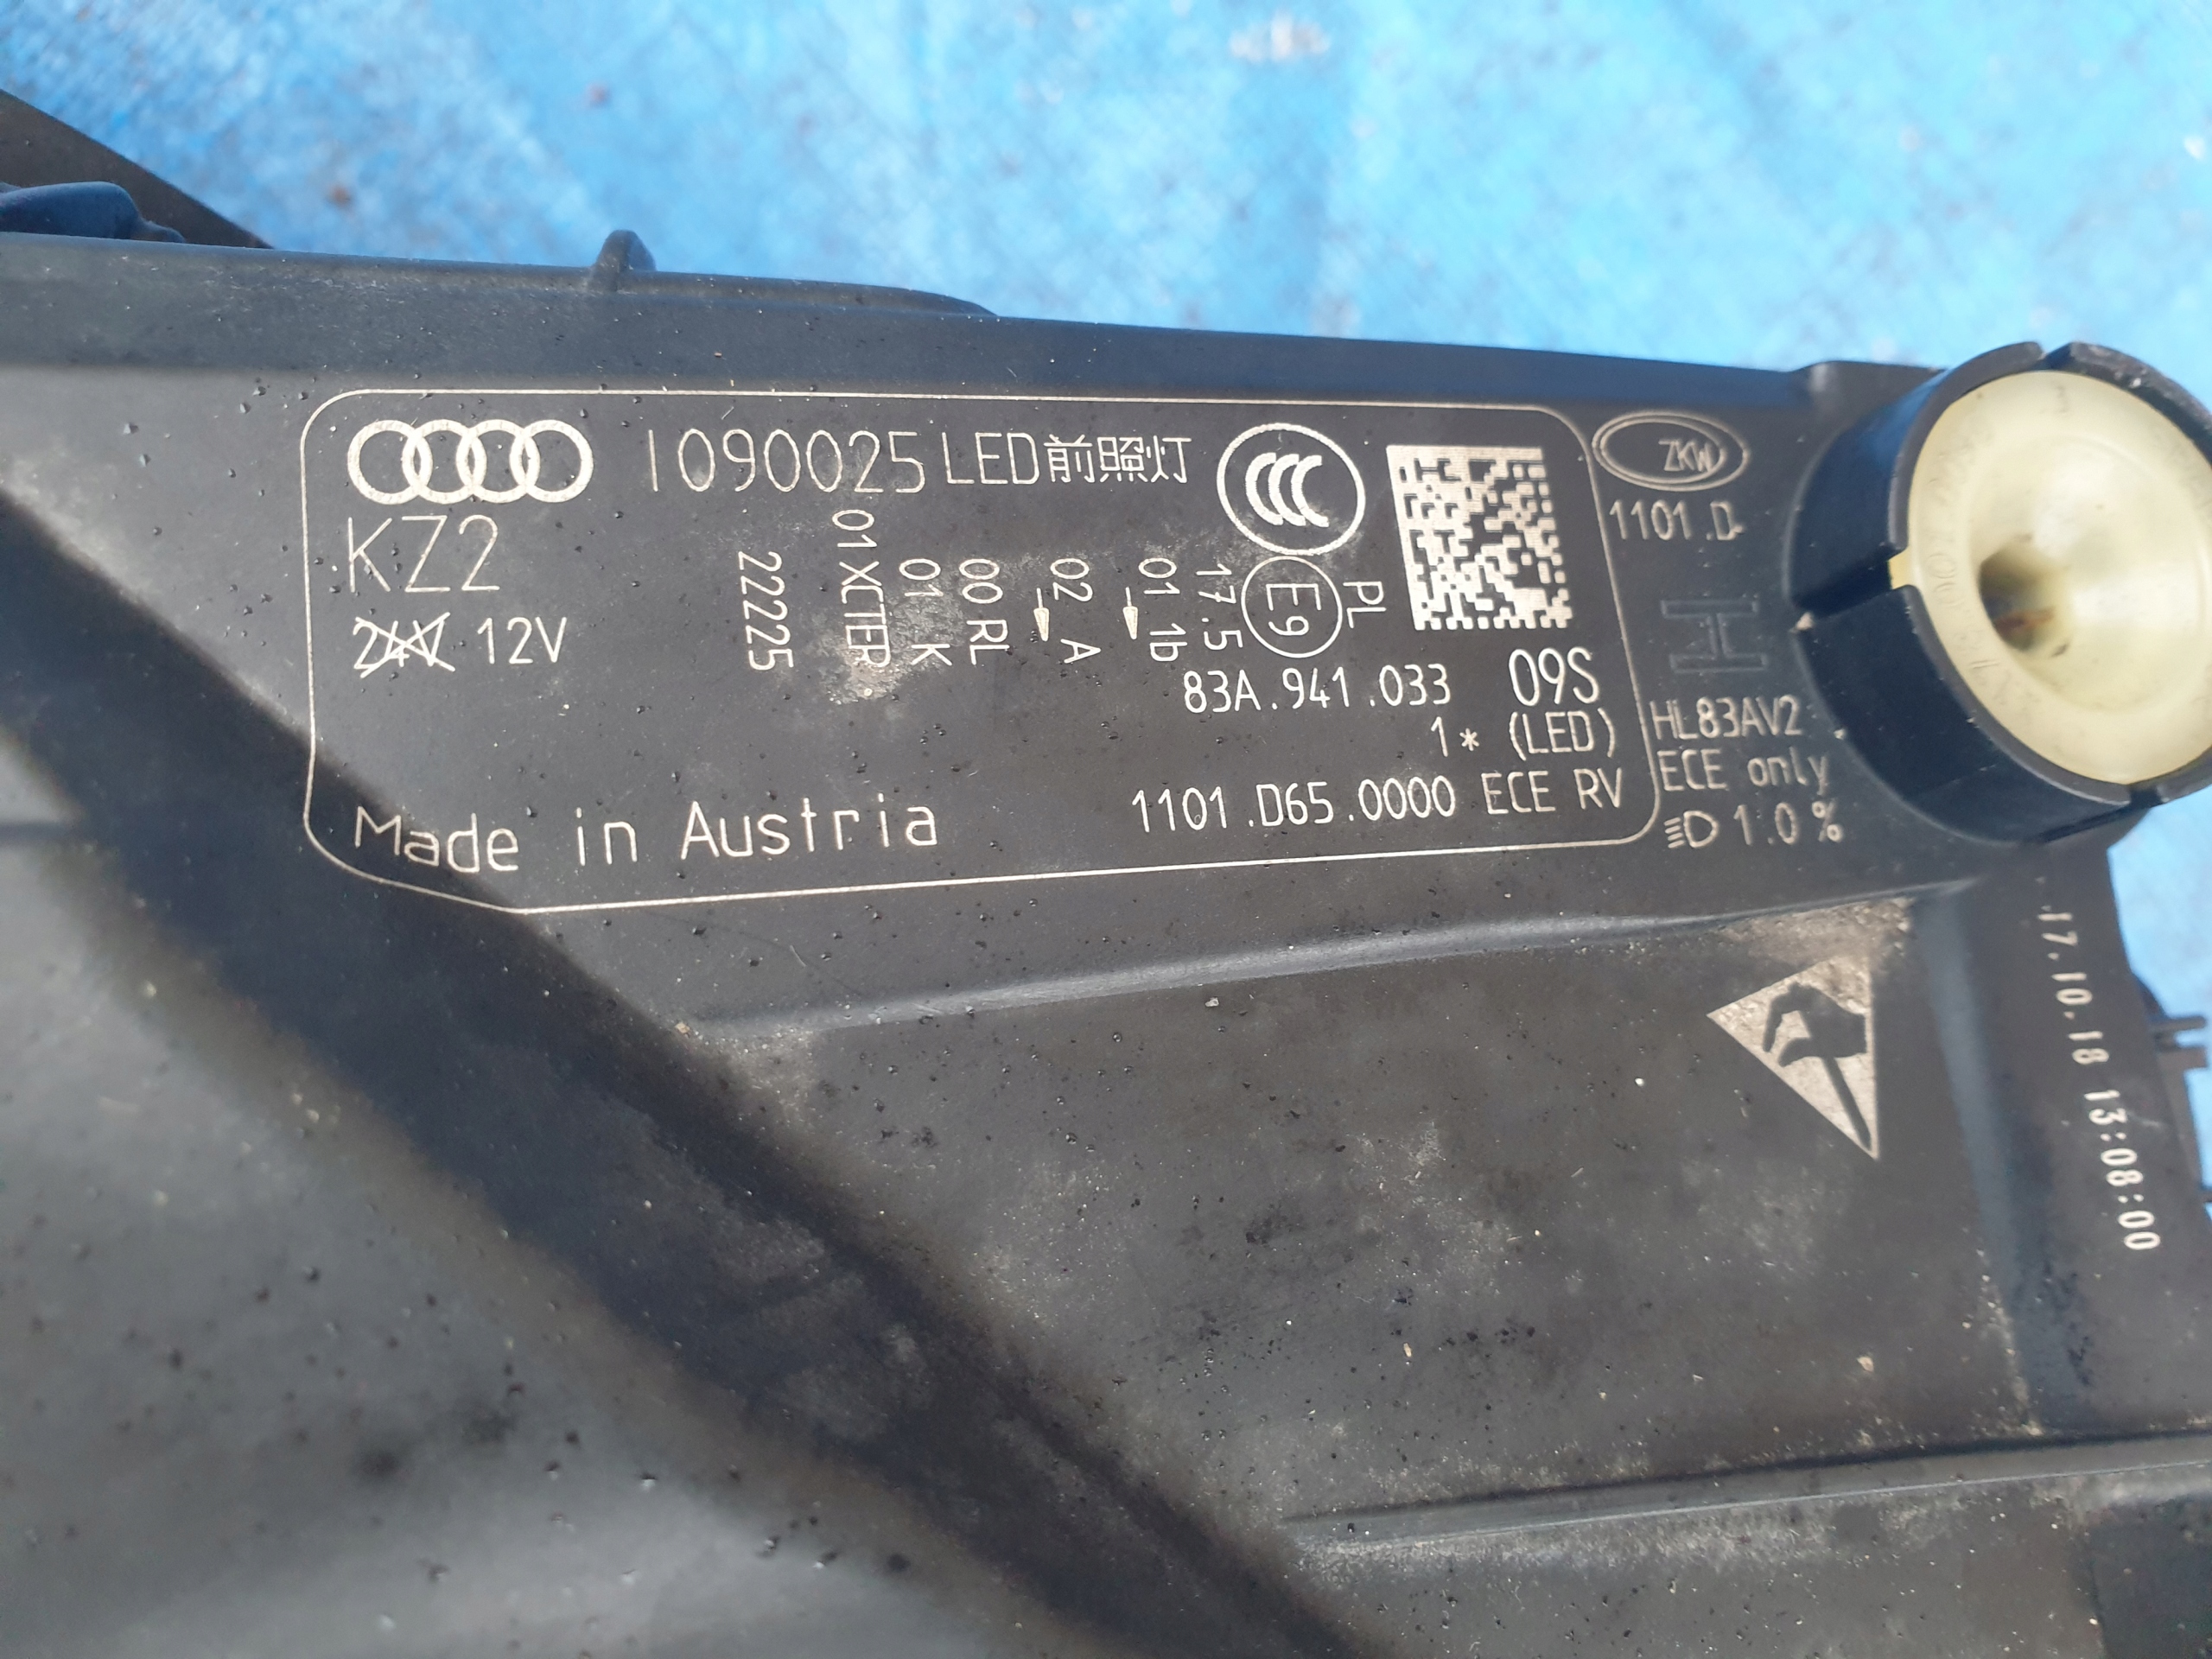 I090025 LED前照灯
KZ2
24V 12V
22225
01 XCTER
01 K
00 RL
02 A
01 1b
17.5
E9
PL
83A.941.033 09S
1* (LED)
1101.D65.0000 ECE RV
Made in Austria
ZKW
1101.D-
H
HL83AV2
ECE only
1.0%
17.10.18 13:08:00